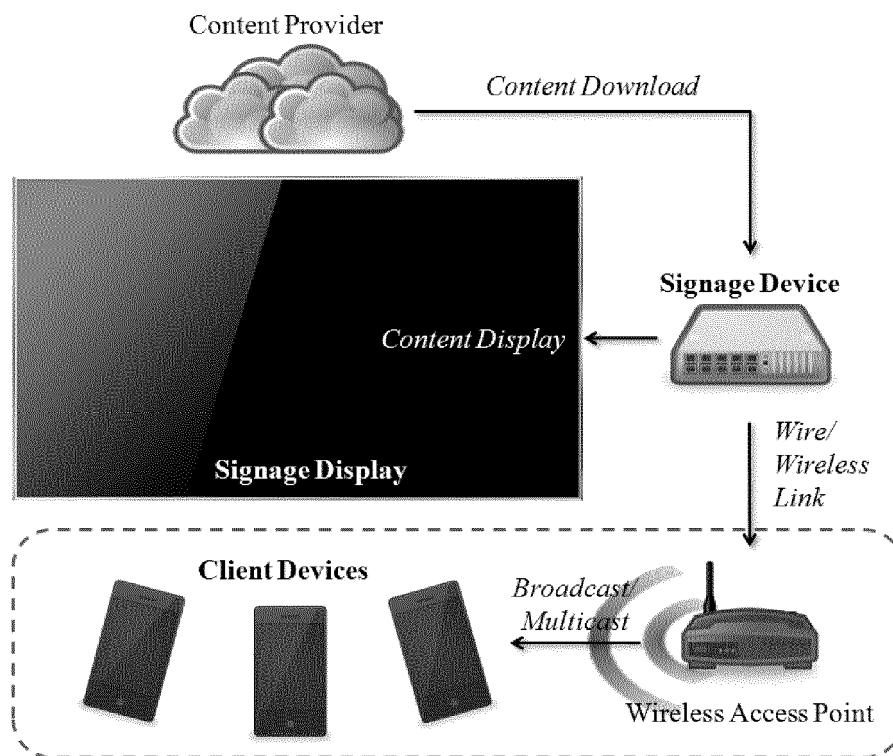 Content Provider
Content Download
Signage Device
Content Display
Signage Display
Wire/
Wireless
Link
Client Devices
Broadcast/
Multicast
Wireless Access Point